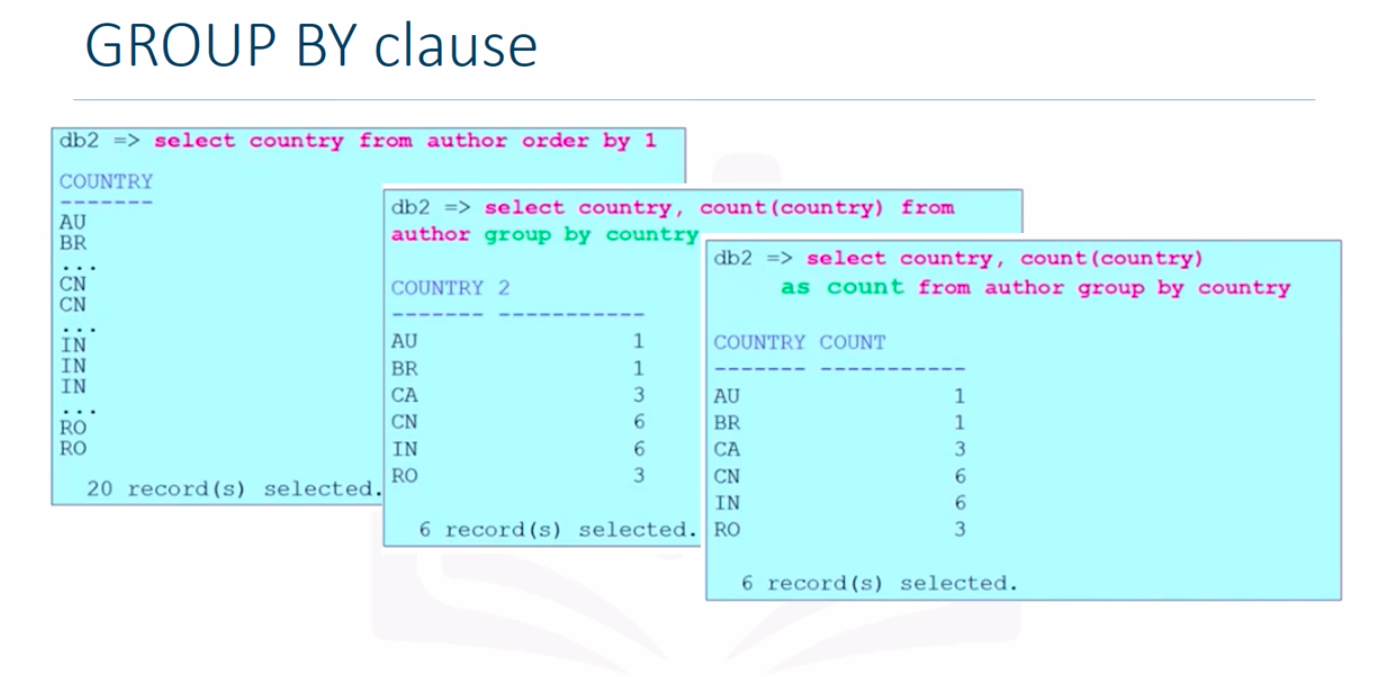 GROUP BY clause
db2 => select country from author order by 1
COUNTRY
-------
AU
BR
...
CN
CN
...
IN
IN
IN
...
RO
RO
20 record(s) selected.
db2 => select country, count(country) from
author group by country
COUNTRY 2
------- -----------
AU 1
BR 1
CA 3
CN 6
IN 6
RO 3
6 record(s) selected.
db2 => select country, count(country)
as count from author group by country
COUNTRY COUNT
------- -----------
AU 1
BR 1
CA 3
CN 6
IN 6
RO 3
6 record(s) selected.